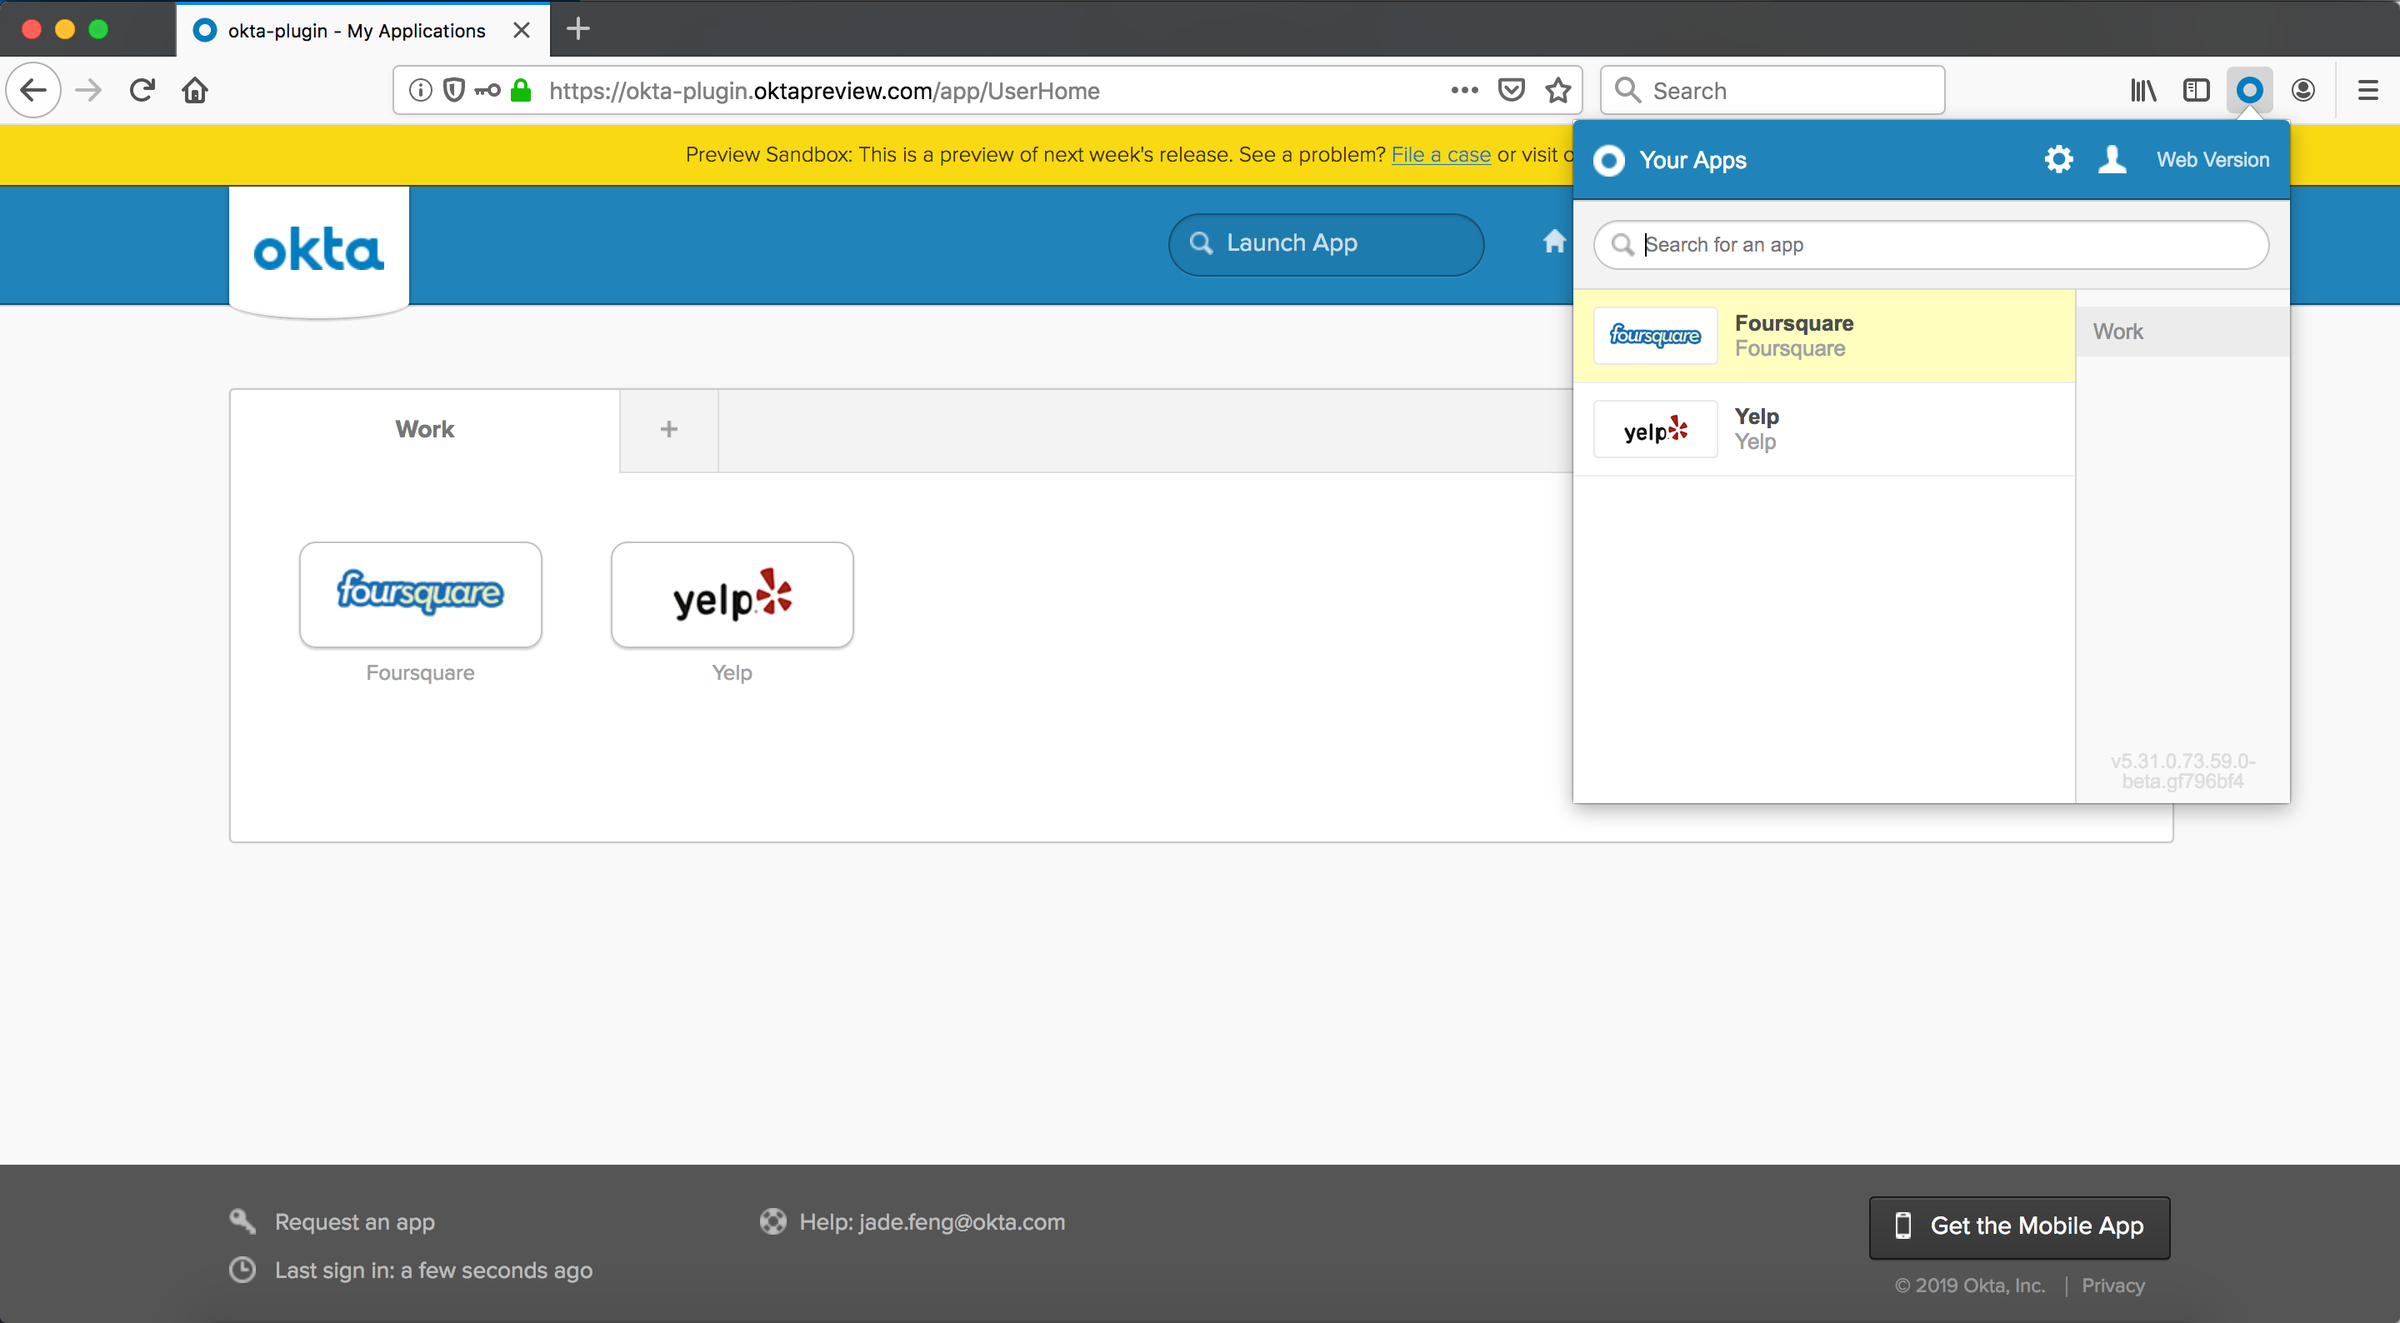 okta-plugin - My Applications
https://okta-plugin.oktapreview.com/app/UserHome
Search
Preview Sandbox: This is a preview of next week's release. See a problem? File a case or visit
Your Apps
Web Version
okta
Launch App
Search for an app
foursquare
Foursquare
Foursquare
Work
yelp
Yelp
Yelp
Work
+
foursquare
yelp
Foursquare
Yelp
v5.31.0.73.59.0-
beta.gf796bf4
Request an app
Help: jade.feng@okta.com
Get the Mobile App
Last sign in: a few seconds ago
© 2019 Okta, Inc. | Privacy